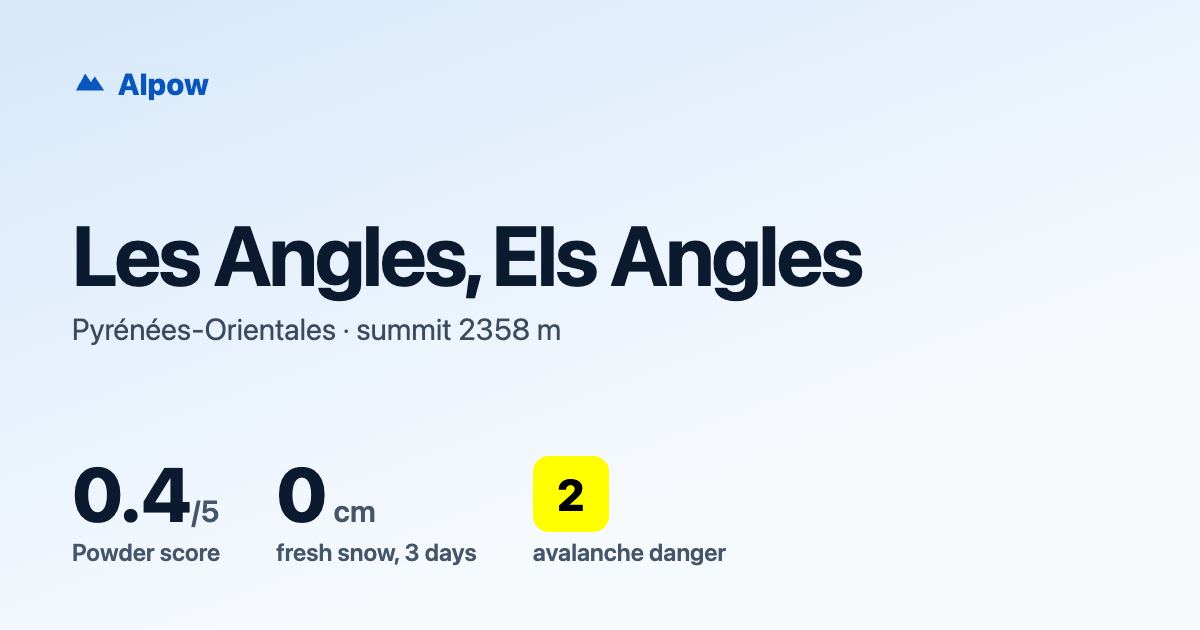 Alpow
Les Angles, Els Angles
Pyrénées-Orientales · summit 2358 m
0.4/5
Powder score
0 cm
fresh snow, 3 days
2
avalanche danger